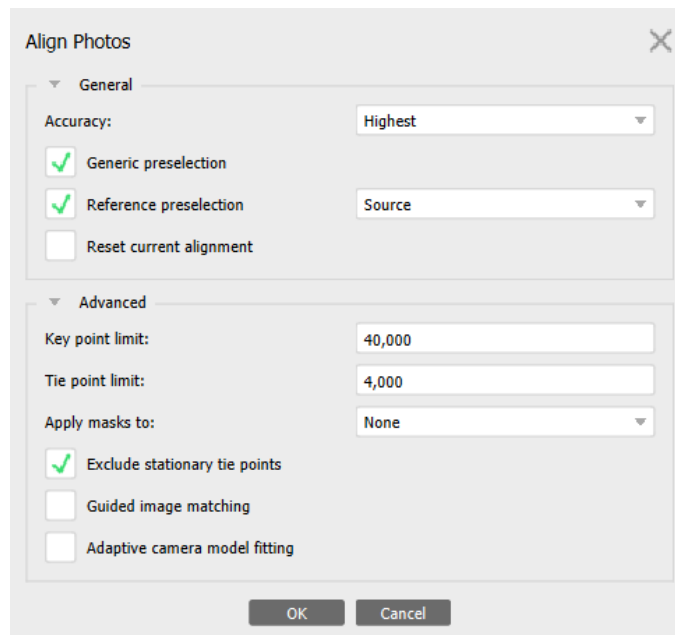 Align Photos
General
Accuracy: Highest
Generic preselection
Reference preselection Source
Reset current alignment
Advanced
Key point limit: 40,000
Tie point limit: 4,000
Apply masks to: None
Exclude stationary tie points
Guided image matching
Adaptive camera model fitting
OK Cancel